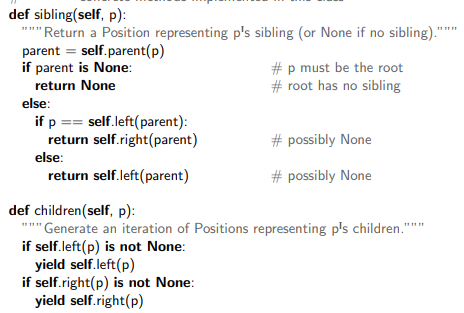 def sibling(self, p):
"""Return a Position representing p's sibling (or None if no sibling)."""
parent = self.parent(p)
if parent is None: # p must be the root
return None # root has no sibling
else:
if p == self.left(parent):
return self.right(parent) # possibly None
else:
return self.left(parent) # possibly None
def children(self, p):
"""Generate an iteration of Positions representing p's children."""
if self.left(p) is not None:
yield self.left(p)
if self.right(p) is not None:
yield self.right(p)